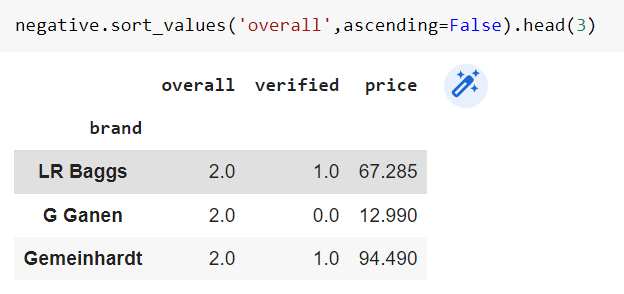 negative.sort_values('overall',ascending=False).head(3)
overall verified price
brand
LR Baggs 2.0 1.0 67.285
G Ganen 2.0 0.0 12.990
Gemeinhardt 2.0 1.0 94.490